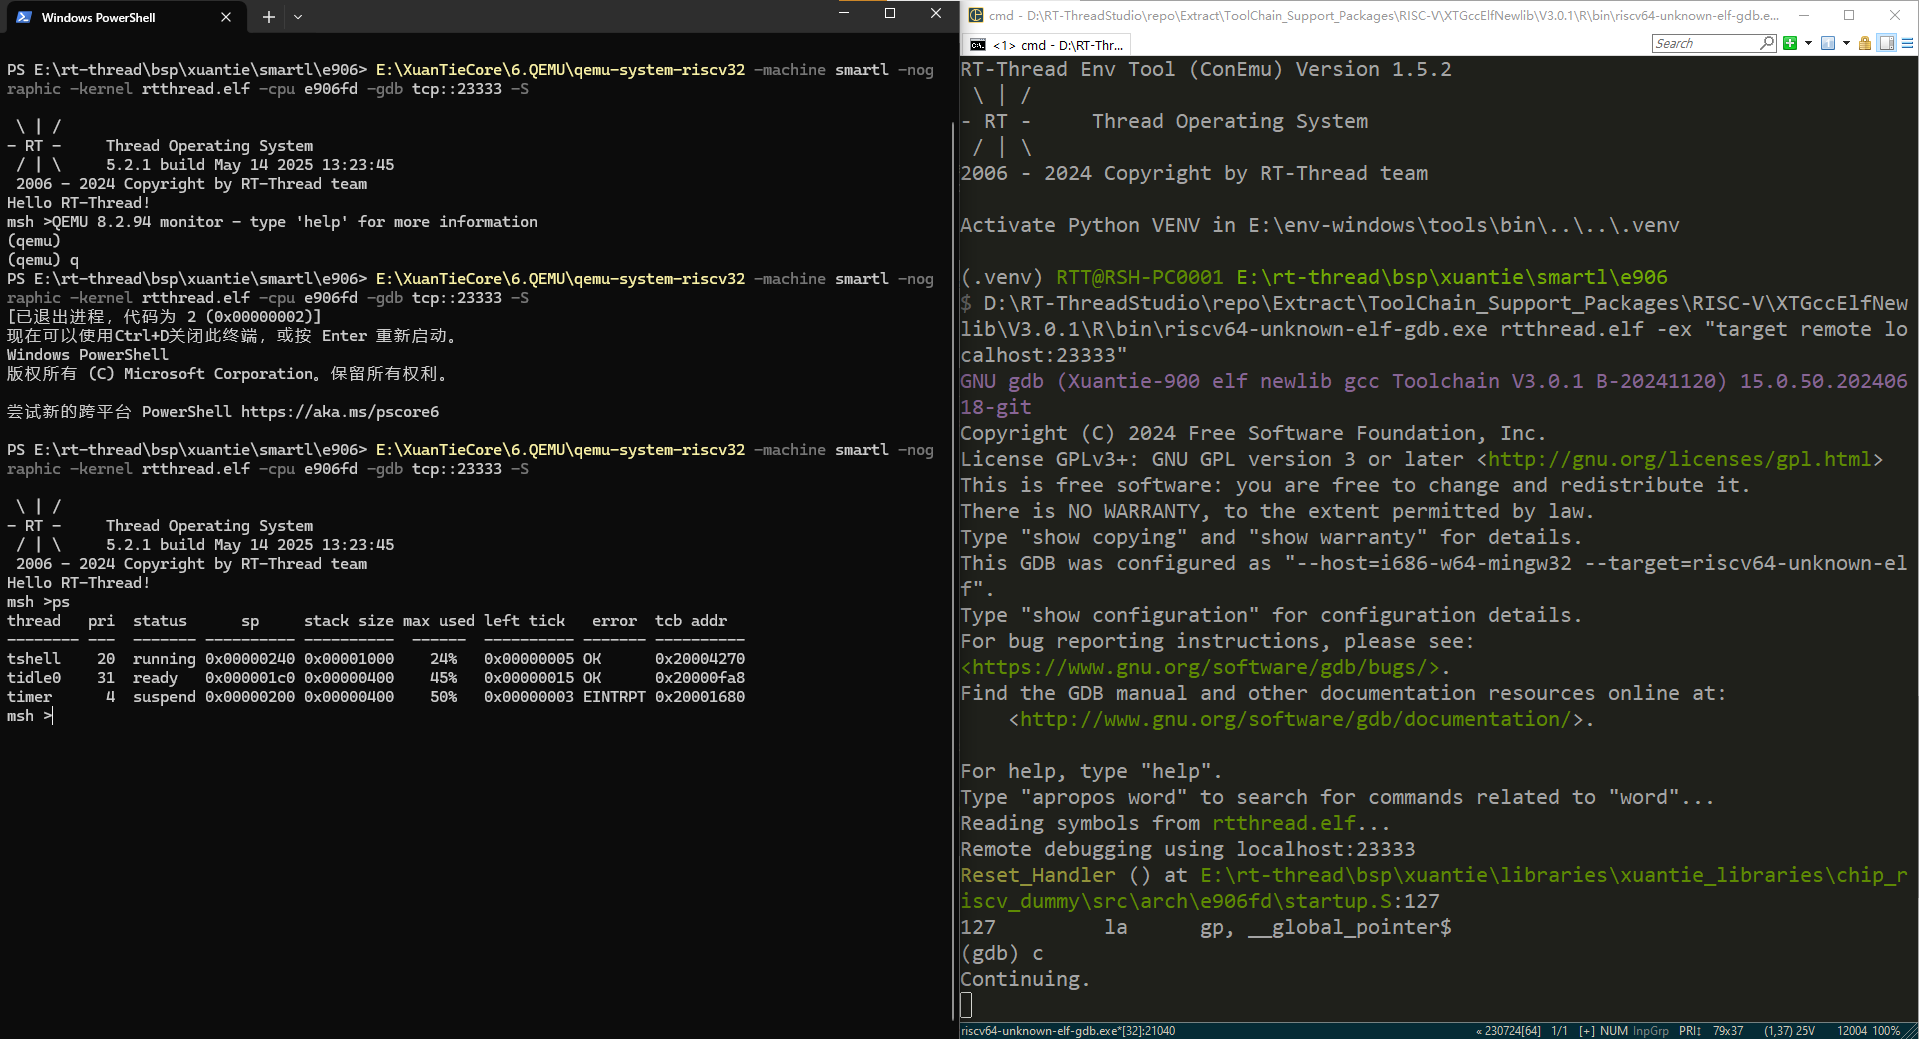 Windows PowerShell
PS E:\rt-thread\bsp\xuantie\smartl\e906> E:\XuanTieCore\6.QEMU\qemu-system-riscv32 -machine smartl -nog
raphic -kernel rtthread.elf -cpu e906fd -gdb tcp::23333 -S
\ | /
- RT -     Thread Operating System
/ | \     5.2.1 build May 14 2025 13:23:45
2006 - 2024 Copyright by RT-Thread team
Hello RT-Thread!
msh >QEMU 8.2.94 monitor - type 'help' for more information
(qemu)
(qemu) q
PS E:\rt-thread\bsp\xuantie\smartl\e906> E:\XuanTieCore\6.QEMU\qemu-system-riscv32 -machine smartl -nog
raphic -kernel rtthread.elf -cpu e906fd -gdb tcp::23333 -S
[已退出进程，代码为 2 (0x00000002)]
现在可以使用Ctrl+D关闭此终端，或按 Enter 重新启动。
Windows PowerShell
版权所有 (C) Microsoft Corporation。保留所有权利。
尝试新的跨平台 PowerShell https://aka.ms/pscore6
PS E:\rt-thread\bsp\xuantie\smartl\e906> E:\XuanTieCore\6.QEMU\qemu-system-riscv32 -machine smartl -nog
raphic -kernel rtthread.elf -cpu e906fd -gdb tcp::23333 -S
\ | /
- RT -     Thread Operating System
/ | \     5.2.1 build May 14 2025 13:23:45
2006 - 2024 Copyright by RT-Thread team
Hello RT-Thread!
msh >ps
thread   pri  status      sp     stack size max used left tick   error   tcb addr
-------- ---  ------- ---------- ----------  ------  ---------- ------- ----------
tshell    20  running 0x00000240 0x00001000    24%   0x00000005 OK      0x20004270
tidle0    31  ready   0x000001c0 0x00000400    45%   0x00000015 OK      0x20000fa8
timer      4  suspend 0x00000200 0x00000400    50%   0x00000003 EINTRPT 0x20001680
msh >
cmd - D:\RT-ThreadStudio\repo\Extract\ToolChain_Support_Packages\RISC-V\XTGccElfNewlib\V3.0.1\R\bin\riscv64-unknown-elf-gdb.e...
<1> cmd - D:\RT-Thr...
Search
RT-Thread Env Tool (ConEmu) Version 1.5.2
\ | /
- RT -     Thread Operating System
/ | \
2006 - 2024 Copyright by RT-Thread team
Activate Python VENV in E:\env-windows\tools\bin\..\..\.venv
(.venv) RTT@RSH-PC0001 E:\rt-thread\bsp\xuantie\smartl\e906
$ D:\RT-ThreadStudio\repo\Extract\ToolChain_Support_Packages\RISC-V\XTGccElfNew
lib\V3.0.1\R\bin\riscv64-unknown-elf-gdb.exe rtthread.elf -ex "target remote lo
calhost:23333"
GNU gdb (Xuantie-900 elf newlib gcc Toolchain V3.0.1 B-20241120) 15.0.50.202406
18-git
Copyright (C) 2024 Free Software Foundation, Inc.
License GPLv3+: GNU GPL version 3 or later <http://gnu.org/licenses/gpl.html>
This is free software: you are free to change and redistribute it.
There is NO WARRANTY, to the extent permitted by law.
Type "show copying" and "show warranty" for details.
This GDB was configured as "--host=i686-w64-mingw32 --target=riscv64-unknown-el
f".
Type "show configuration" for configuration details.
For bug reporting instructions, please see:
<https://www.gnu.org/software/gdb/bugs/>.
Find the GDB manual and other documentation resources online at:
<http://www.gnu.org/software/gdb/documentation/>.
For help, type "help".
Type "apropos word" to search for commands related to "word"...
Reading symbols from rtthread.elf...
Remote debugging using localhost:23333
Reset_Handler () at E:\rt-thread\bsp\xuantie\libraries\xuantie_libraries\chip_r
iscv_dummy\src\arch\e906fd\startup.S:127
127         la      gp, __global_pointer$
(gdb) c
Continuing.
riscv64-unknown-elf-gdb.exe*[32]:21040     « 230724[64]  1/1  [+] NUM InpGrp  PRI↕  79x37  (1,37) 25V  12004 100%